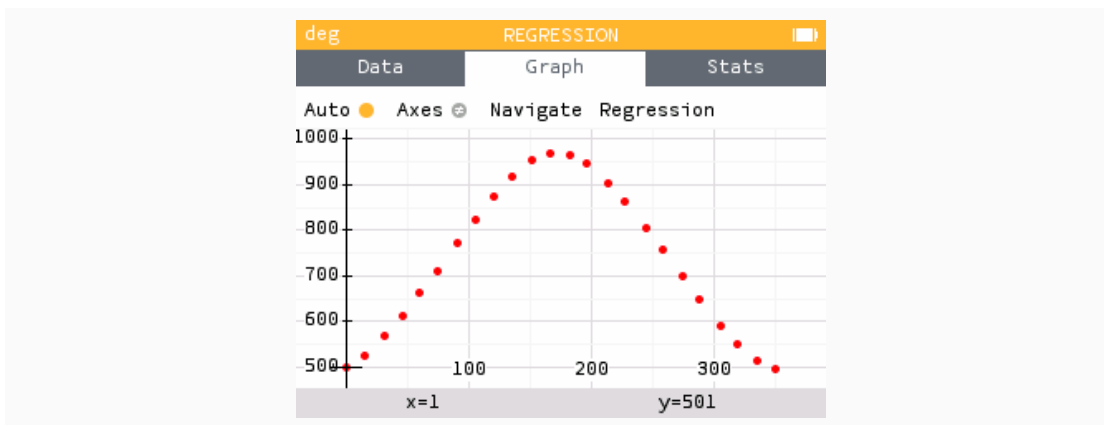 deg REGRESSION
Data Graph Stats
Auto Axes Navigate Regression
1000
900
800
700
600
500 100 200 300
x=1 y=501